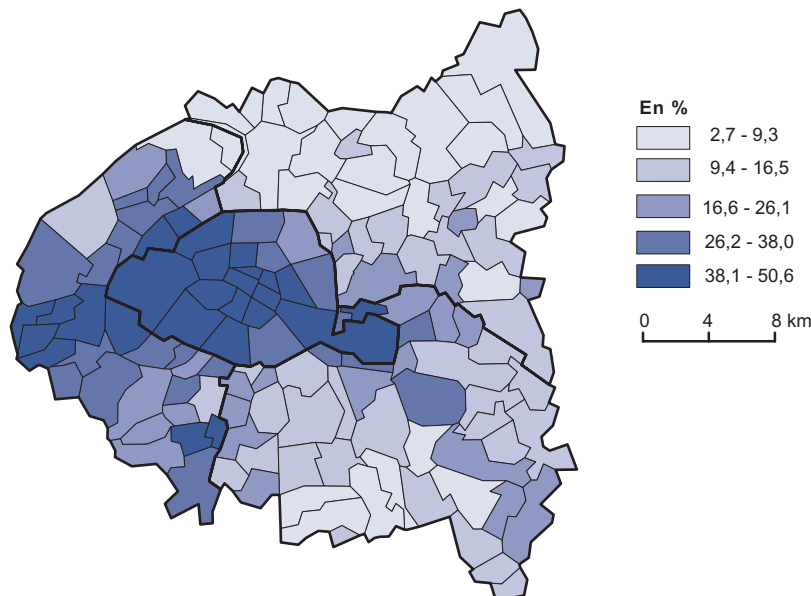 En %
2,7 - 9,3
9,4 - 16,5
16,6 - 26,1
26,2 - 38,0
38,1 - 50,6
0 4 8 km